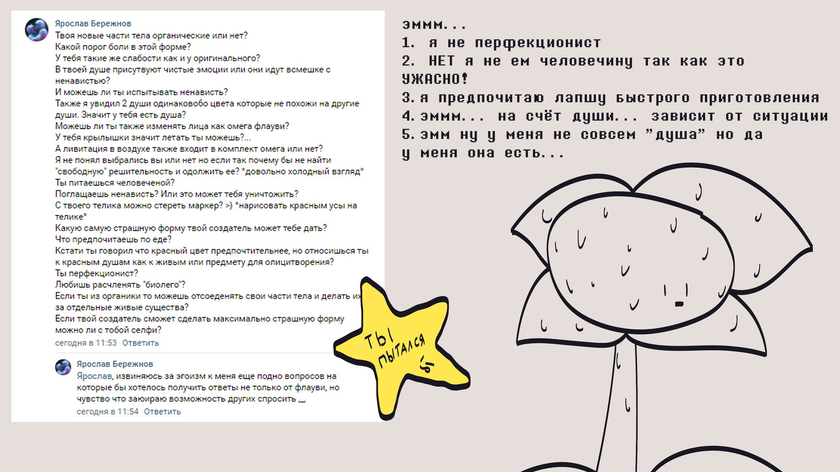 Ярослав Бережнов
Твоя новые части тела органические или нет?
Какой порог боли в этой форме?
У тебя такие же слабости как и у оригинального?
В твоей душе присутвуют чистые эмоции или они идут всмешке с
ненавистью?
И можешь ли ты испытывать ненависть?
Также я увидил 2 души одинаковобо цвета которые не похожи на другие
души. Значит у тебя есть душа?
Можешь ли ты также изменять лица как омега флауви?
У тебя крылышки значит летать ты можешь?...
А ливитация в воздухе также входит в комплект омега или нет?
Я не понял выбрались вы или нет но если так почему бы не найти
"свободную" решительность и одолжить ее? *довольно холодный взгляд*
Ты питаешься человеченой?
Поглащаешь ненависть? Или это может тебя уничтожить?
С твоего телика можно стереть маркер? >) *нарисовать красным усы на
телике*
Какую самую страшную форму твой создатель может тебе дать?
Что предпочитаешь по еде?
Кстати ты говорил что красный цвет предпочтительнее, но относишься ты
к красным душам как к живым или предмету для олицитворения?
Ты перфекционист?
Любишь расчленять "биолего"?
Если ты из органики то можешь отсоеденять свои части тела и делать их
за отдельные живые существа?
Если твой создатель сможет сделать максимально страшную форму
можно ли с тобой селфи?
сегодня в 11:53 Ответить
Ярослав Бережнов
Ярослав, извиняюсь за эгоизм к меня еще подно вопросов на
которые бы хотелось получить ответы не только от флауви, но
чувство что заюираю возможность других спросить ._.
сегодня в 11:54 Ответить
ТЫ
ПЫТАЛСЯ
эммм...
1. я не перфекционист
2. НЕТ я не ем человечину так как это
УЖАСНО!
3. я предпочитаю лапшу быстрого приготовления
4. эммм... на счёт души... зависит от ситуации
5. эмм ну у меня не совсем "душа" но да
у меня она есть...